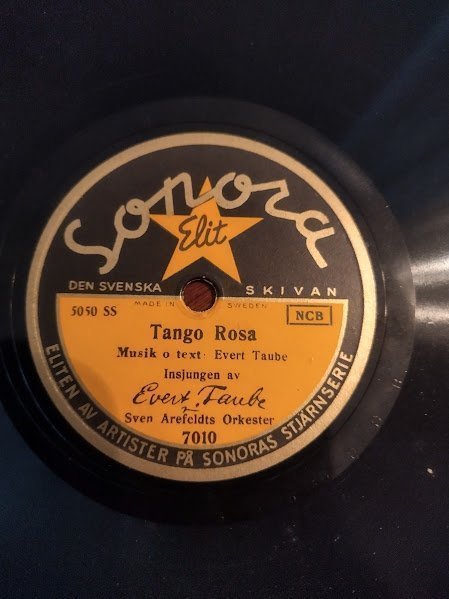 Sonora
Elit
DEN SVENSKA SKIVAN
MADE IN SWEDEN
5050 SS
NCB
Tango Rosa
Musik o text: Evert Taube
Insjungen av
Evert Taube
Sven Arefeldts Orkester
7010
ELITEN AV ARTISTER PÅ SONORAS STJÄRNSERIE